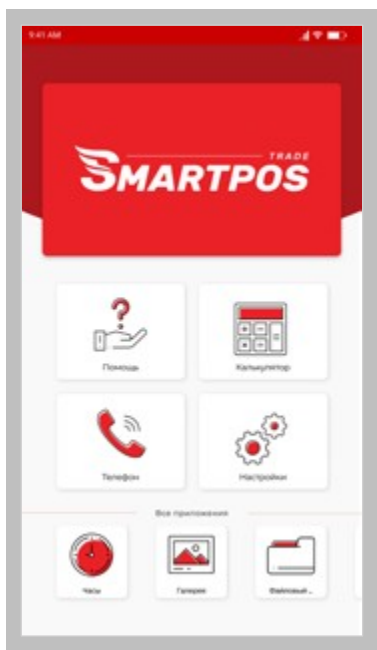 9:41 AM
TRADE
SMARTPOS
Помощь
Калькулятор
Телефон
Настройки
Все приложения
Часы
Галерея
Файловый ..